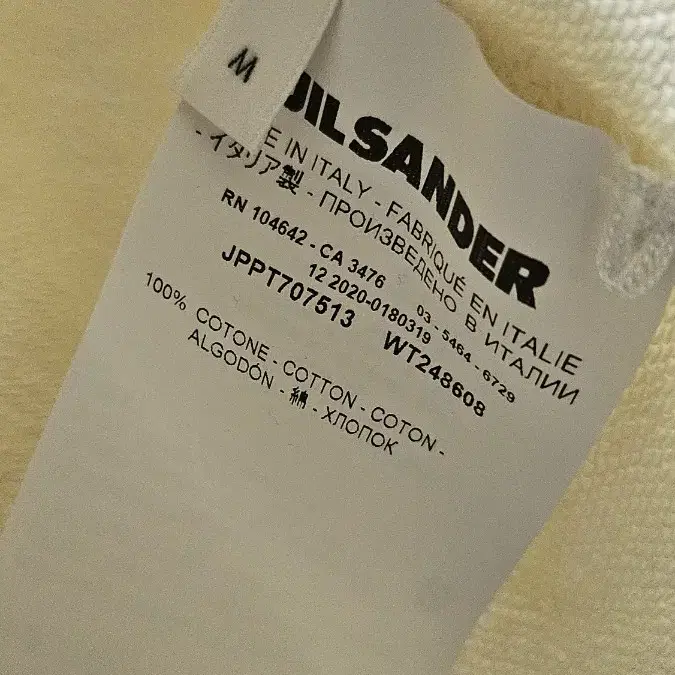 M
JILSANDER
E IN ITALY - FABRIQUÉ EN ITALIE
- イタリア製 - ПРОИЗВЕДЕНО В ИТАЛИИ
RN 104642 - CA 3476 03 - 5464 - 6729
12 2020-0180319
JPPT707513 WT248608
100% COTONE - COTTON - COTON -
ALGODÓN - 綿 - ХЛОПОК